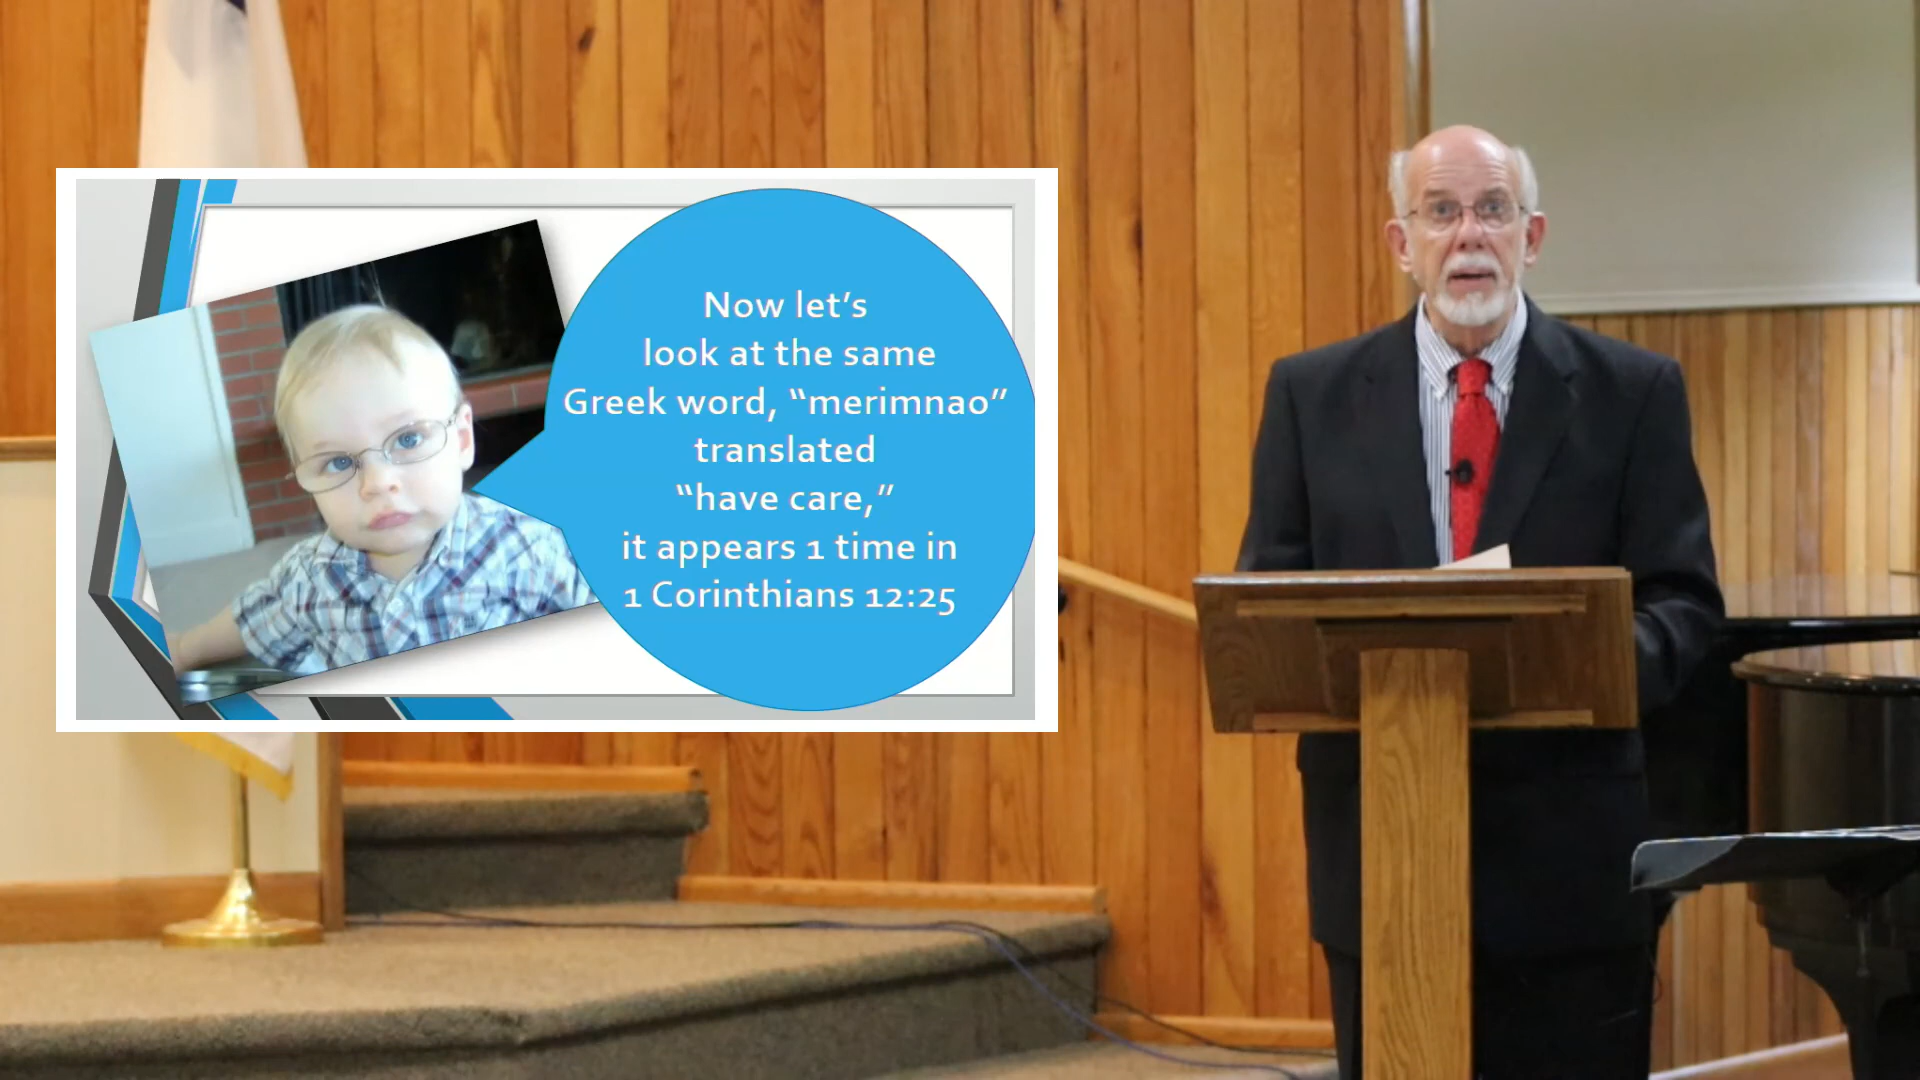 Now let’s
look at the same
Greek word, “merimnao”
translated
“have care,”
it appears 1 time in
1 Corinthians 12:25